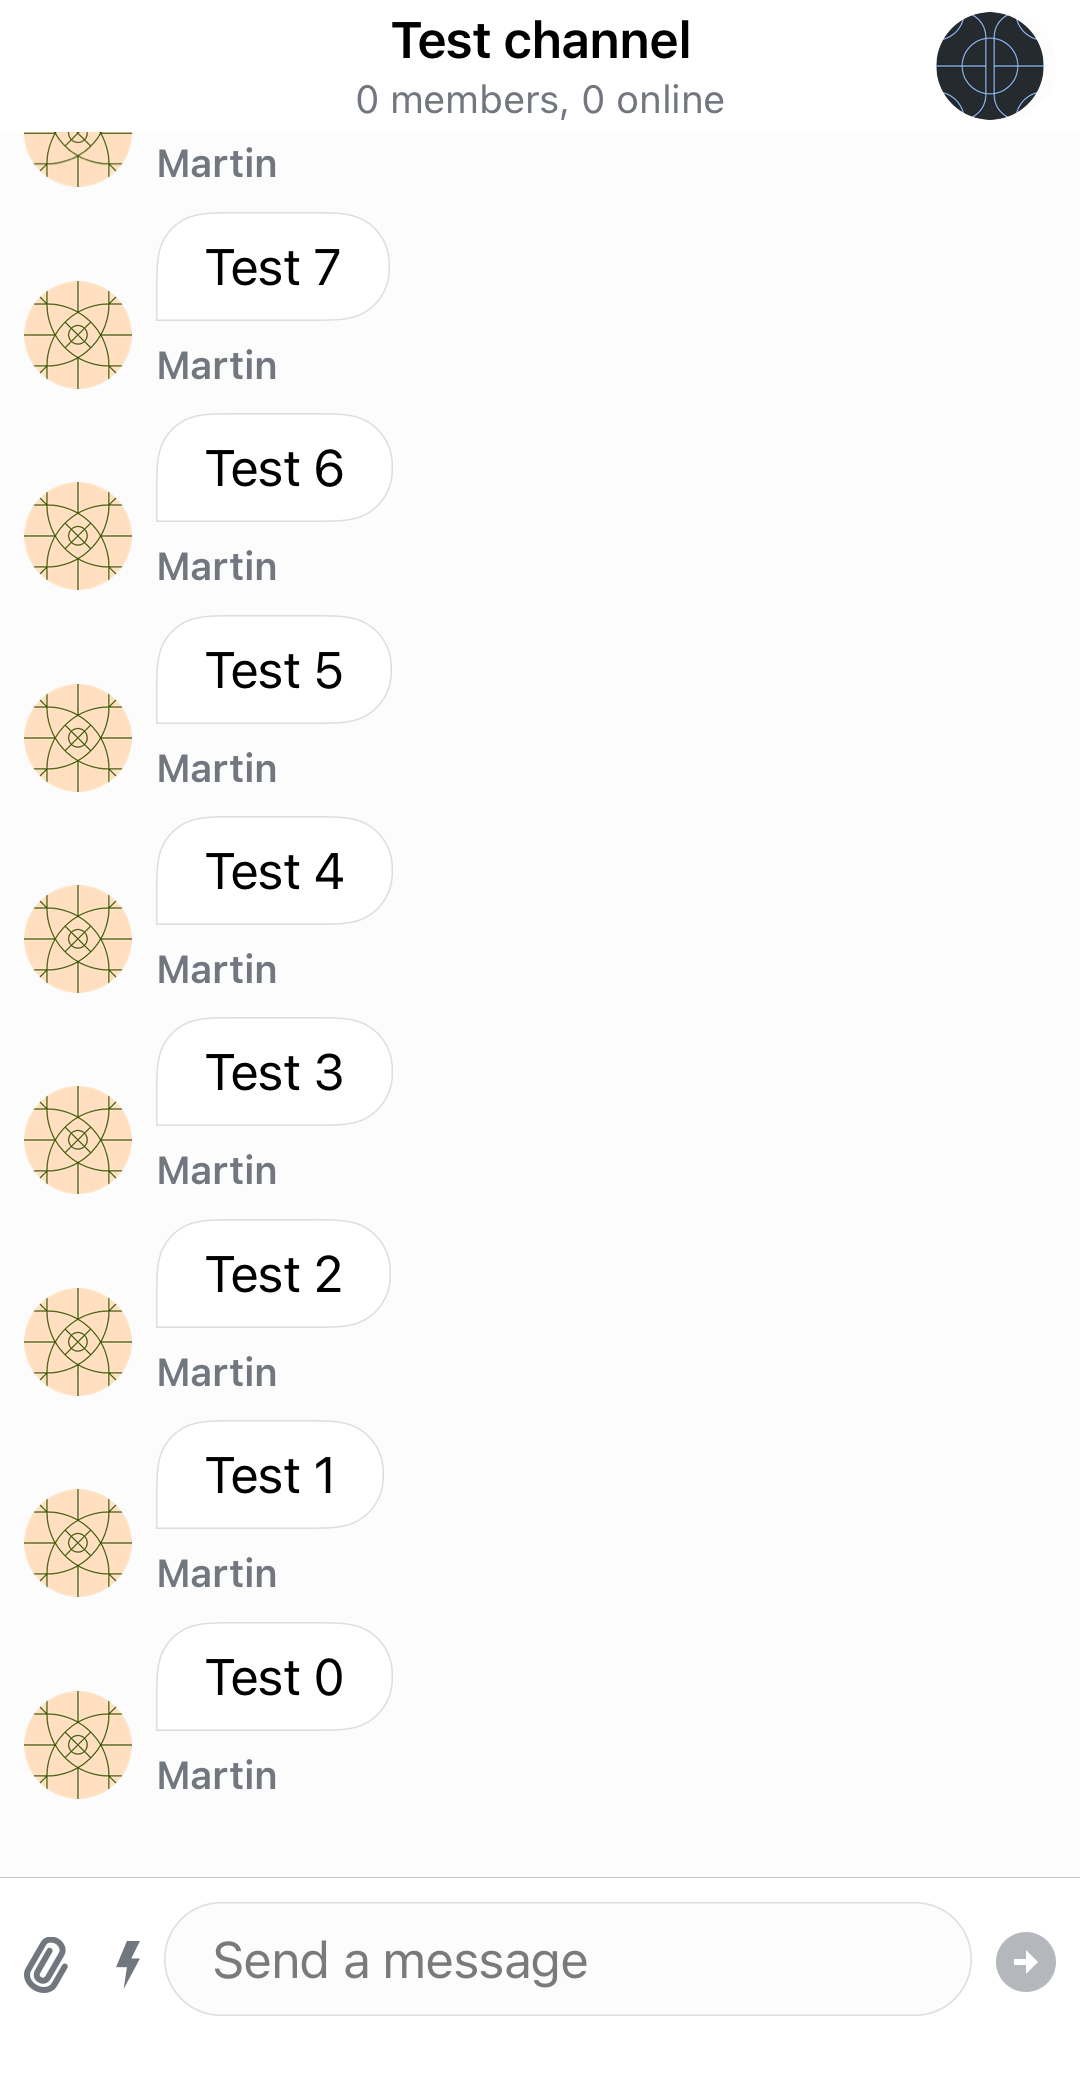 Test channel
0 members, 0 online
Martin
Test 7
Martin
Test 6
Martin
Test 5
Martin
Test 4
Martin
Test 3
Martin
Test 2
Martin
Test 1
Martin
Test 0
Martin
Send a message